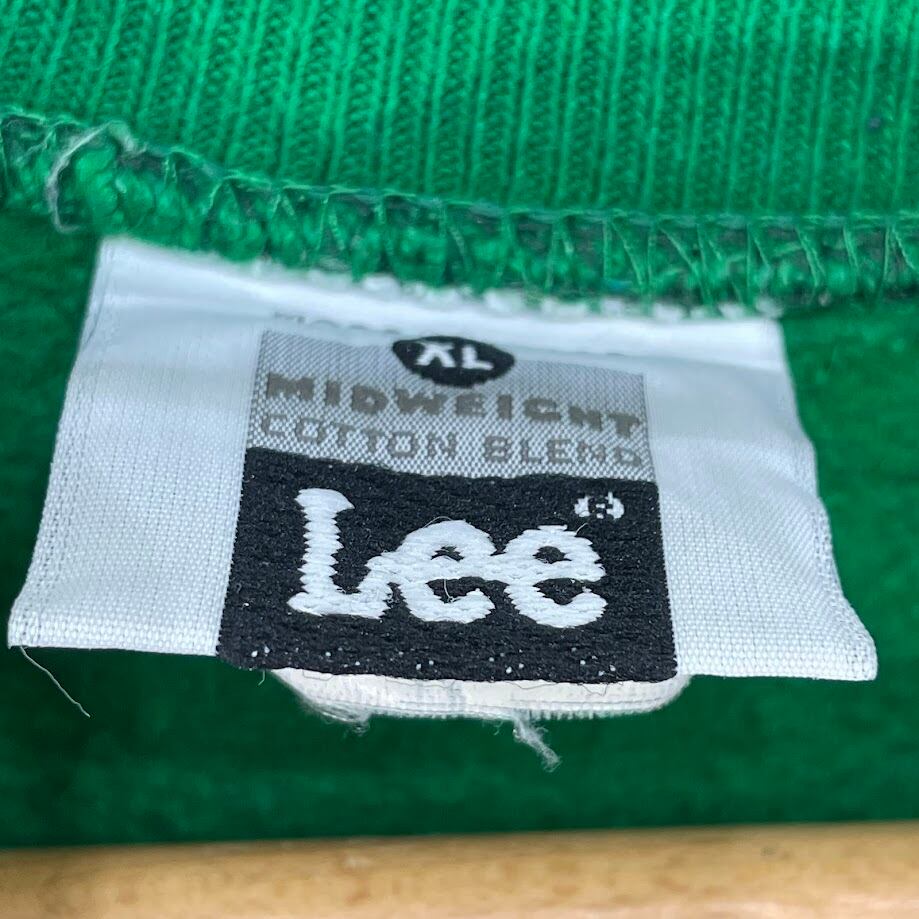 XL
MIDWEIGHT
COTTON BLEND
Lee®